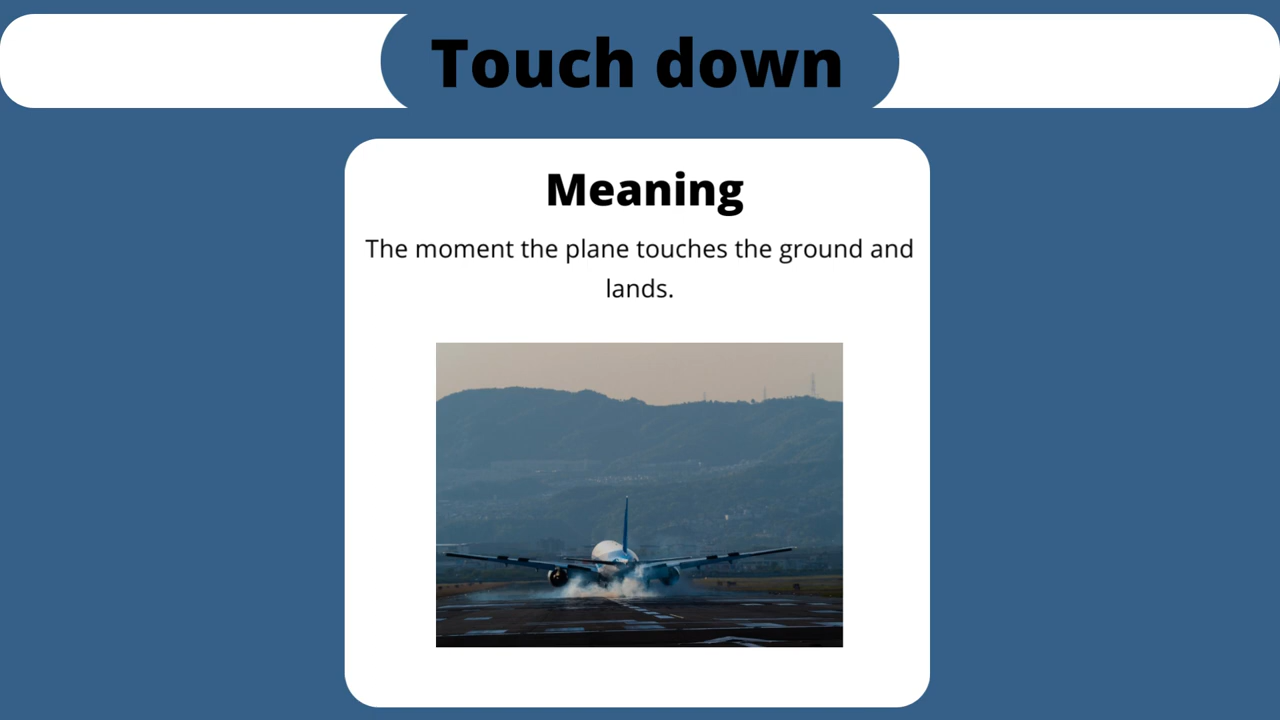 Touch down
Meaning
The moment the plane touches the ground and
lands.